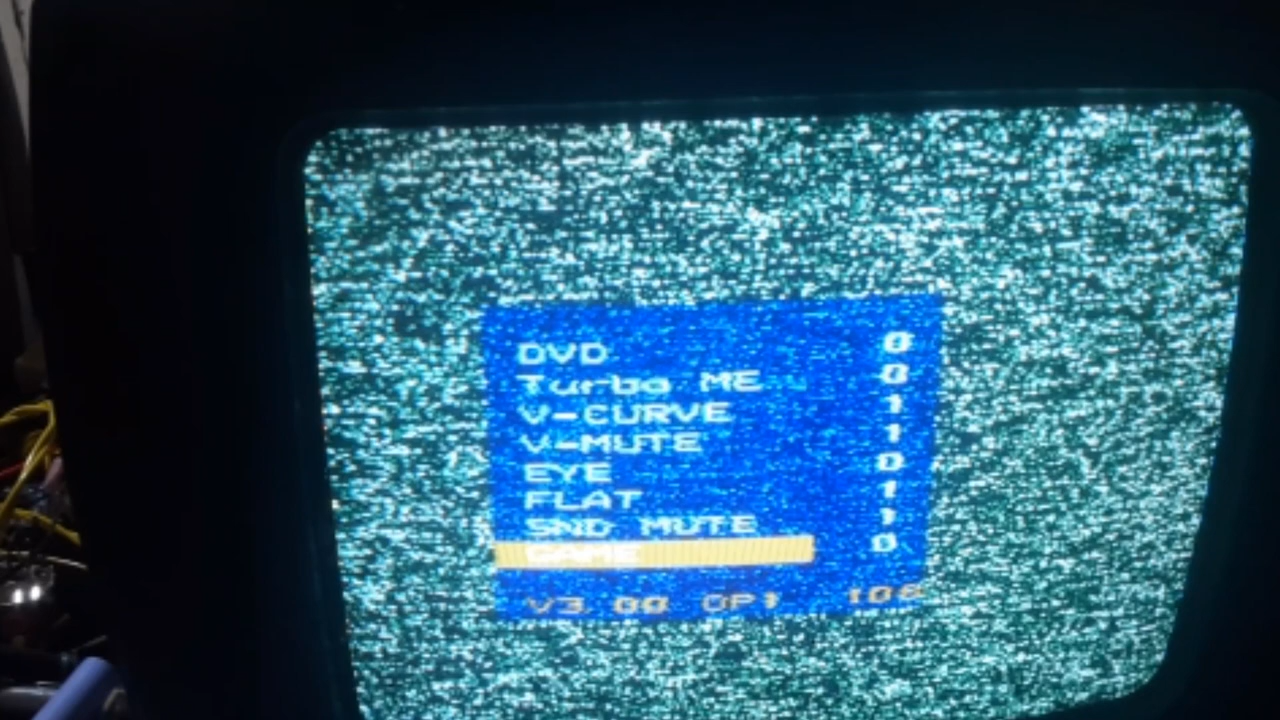 DVD 0
Turbo ME 0
V-CURVE 1
V-MUTE 1
EYE 0
FLAT 1
SND MUTE 1
GAME 0
V3.00 OP1